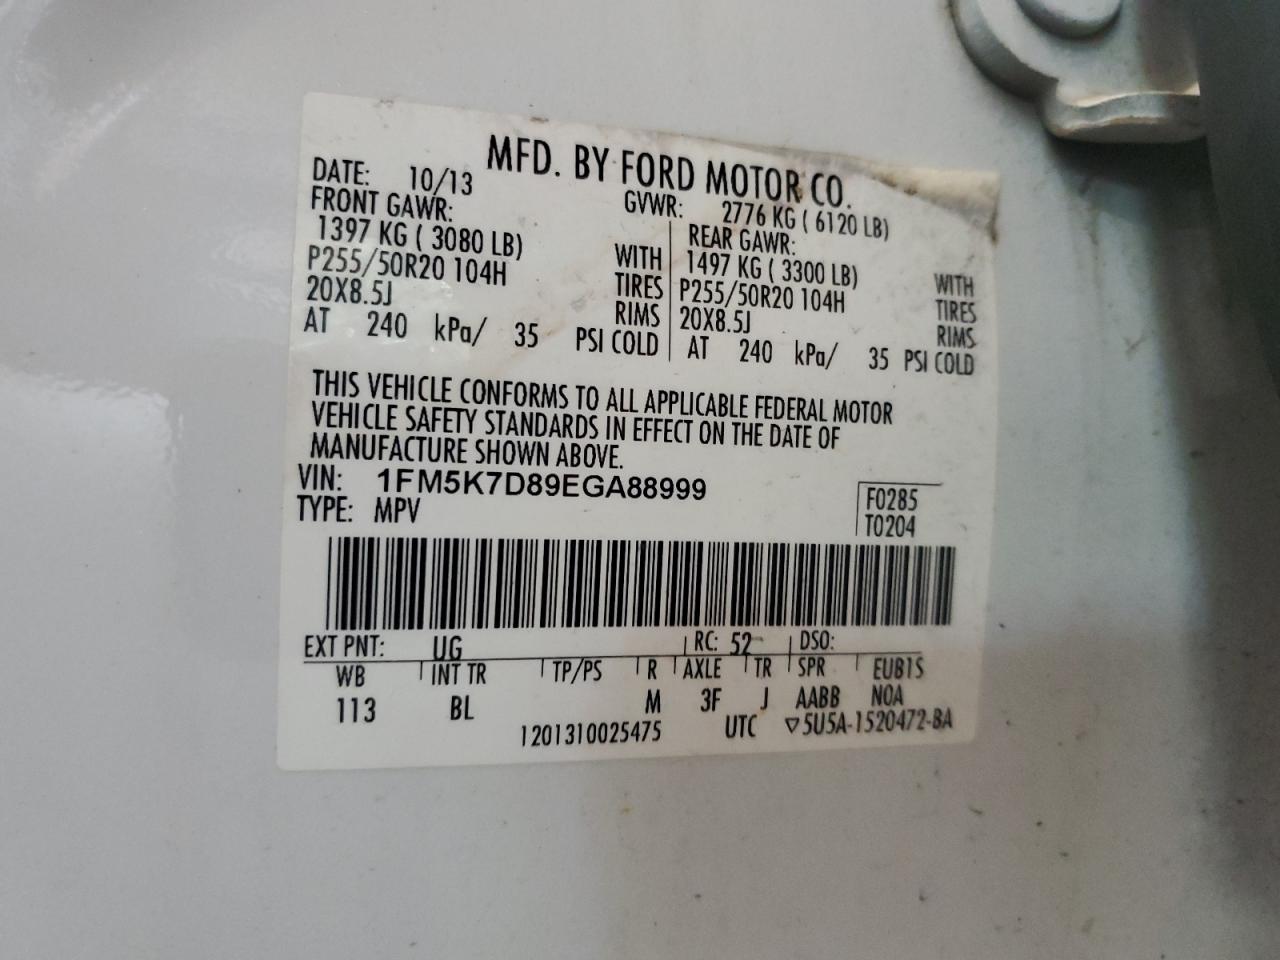 MFD. BY FORD MOTOR CO.
DATE: 10/13 GVWR: 2776 KG ( 6120 LB)
FRONT GAWR: REAR GAWR:
1397 KG ( 3080 LB) WITH 1497 KG ( 3300 LB) WITH
P255/50R20 104H TIRES P255/50R20 104H TIRES
20X8.5J RIMS 20X8.5J RIMS
AT 240 kPa/ 35 PSI COLD AT 240 kPa/ 35 PSI COLD
THIS VEHICLE CONFORMS TO ALL APPLICABLE FEDERAL MOTOR
VEHICLE SAFETY STANDARDS IN EFFECT ON THE DATE OF
MANUFACTURE SHOWN ABOVE.
VIN: 1FM5K7D89EGA88999 F0285
TYPE: MPV T0204
EXT PNT: UG RC: 52 DSO:
WB INT TR TP/PS R AXLE TR SPR EUB1S
113 BL M 3F J AABB NOA
1201310025475 UTC ▽5U5A-1520472-BA